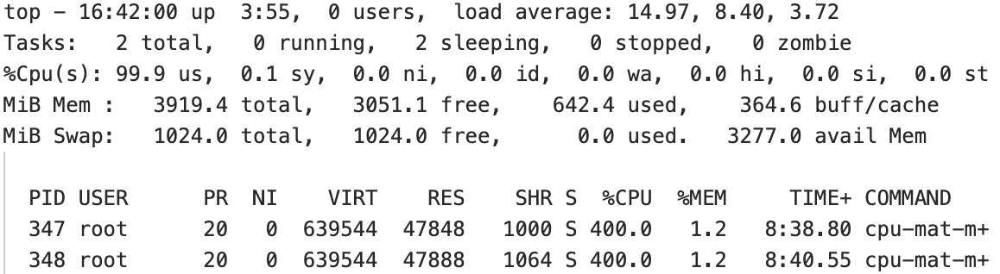 top - 16:42:00 up  3:55,  0 users,  load average: 14.97, 8.40, 3.72
Tasks:   2 total,   0 running,   2 sleeping,   0 stopped,   0 zombie
%Cpu(s): 99.9 us,  0.1 sy,  0.0 ni,  0.0 id,  0.0 wa,  0.0 hi,  0.0 si,  0.0 st
MiB Mem :   3919.4 total,   3051.1 free,    642.4 used,    364.6 buff/cache
MiB Swap:   1024.0 total,   1024.0 free,      0.0 used.   3277.0 avail Mem
  PID USER      PR  NI    VIRT    RES    SHR S  %CPU  %MEM     TIME+ COMMAND
  347 root      20   0  639544  47848   1000 S 400.0   1.2   8:38.80 cpu-mat-m+
  348 root      20   0  639544  47888   1064 S 400.0   1.2   8:40.55 cpu-mat-m+